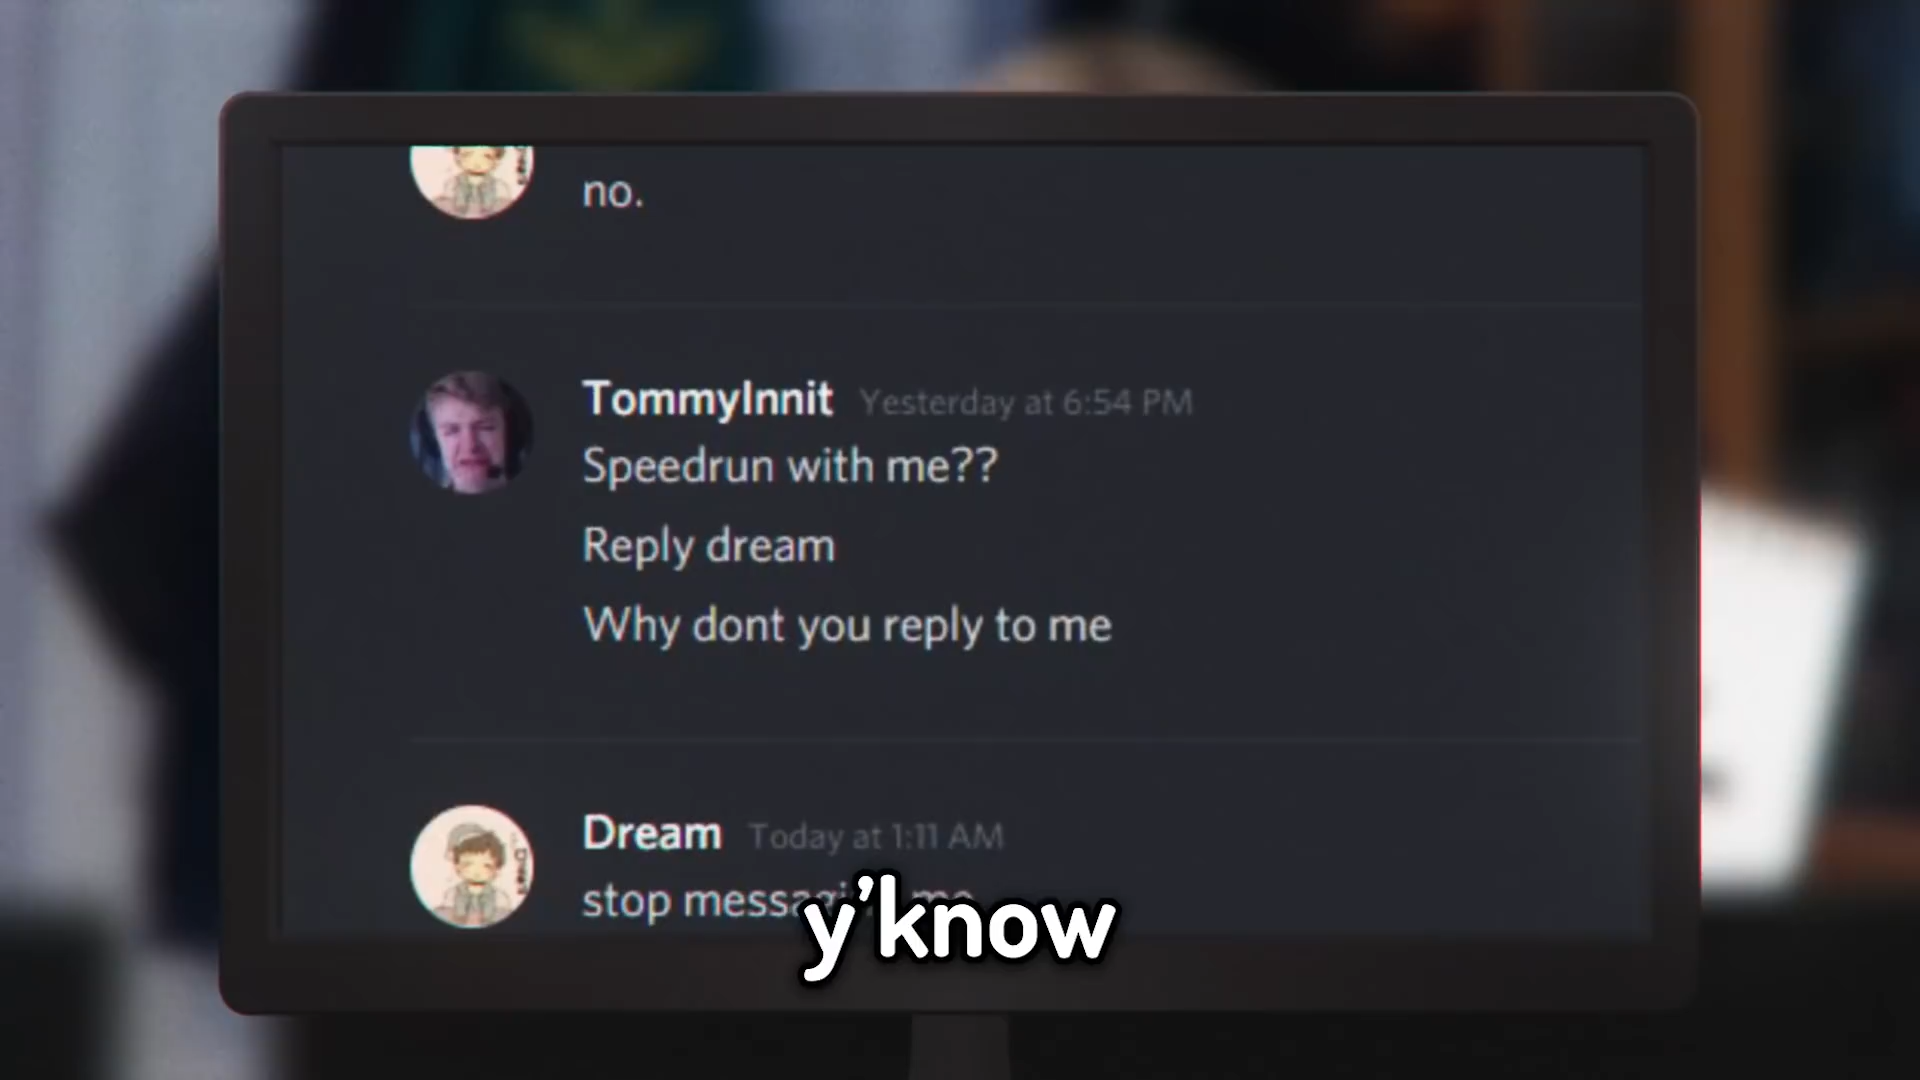 no.
TommyInnit Yesterday at 6:54 PM
Speedrun with me??
Reply dream
Why dont you reply to me
Dream Today at 1:11 AM
stop messaging me
y'know